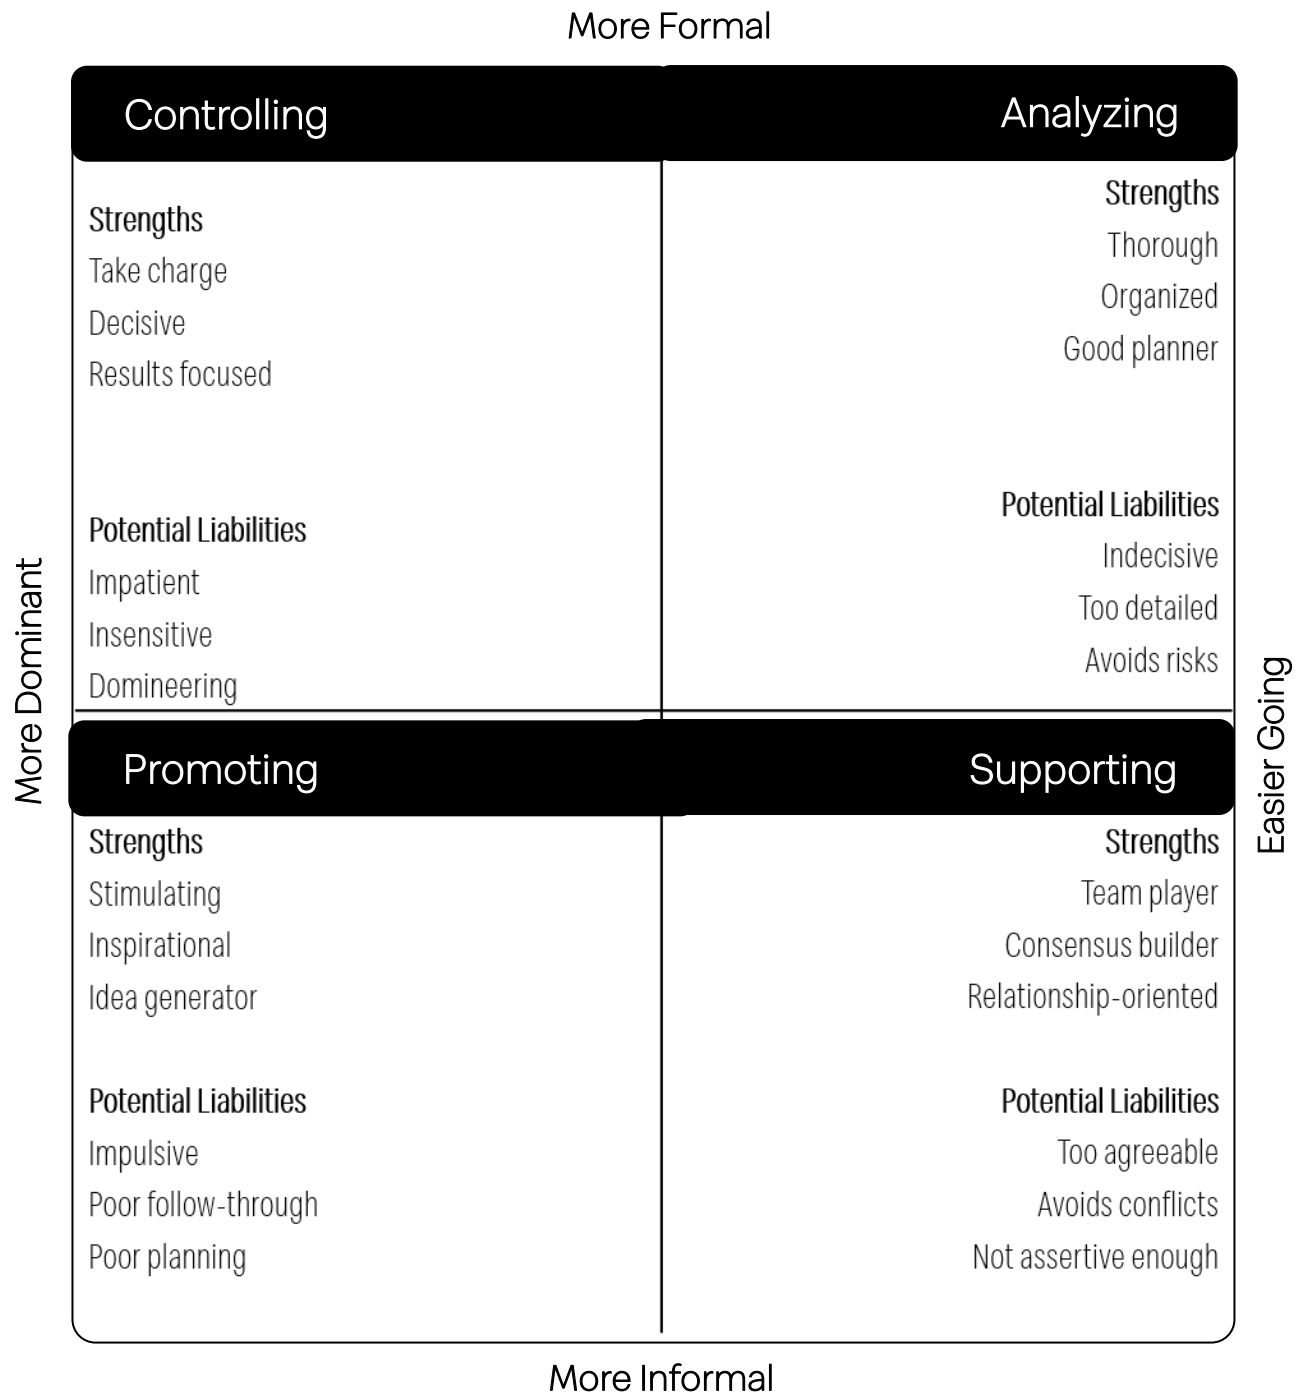 More Formal
Controlling
Strengths
Take charge
Decisive
Results focused
Potential Liabilities
Impatient
Insensitive
Domineering
Analyzing
Strengths
Thorough
Organized
Good planner
Potential Liabilities
Indecisive
Too detailed
Avoids risks
More Dominant
Easier Going
Promoting
Strengths
Stimulating
Inspirational
Idea generator
Potential Liabilities
Impulsive
Poor follow-through
Poor planning
Supporting
Strengths
Team player
Consensus builder
Relationship-oriented
Potential Liabilities
Too agreeable
Avoids conflicts
Not assertive enough
More Informal